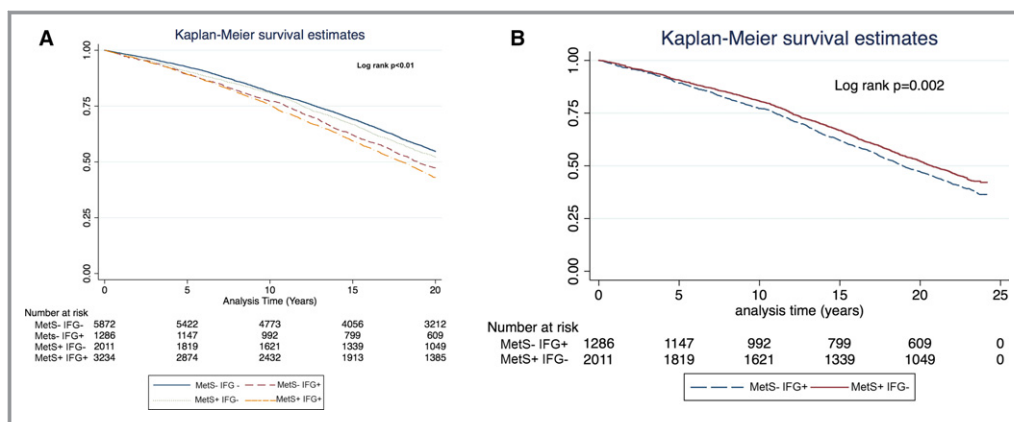 A
Kaplan-Meier survival estimates
Log rank p<0.01
1.00
0.75
0.50
0.25
0.00
0 5 10 15 20
Analysis Time (Years)
Number at risk
MetS- IFG- 5872 5422 4773 4056 3212
Mets- IFG+ 1286 1147 992 799 609
MetS+ IFG- 2011 1819 1621 1339 1049
MetS+ IFG+ 3234 2874 2432 1913 1385
MetS- IFG - MetS- IFG+
MetS+ IFG- MetS+ IFG+
B
Kaplan-Meier survival estimates
Log rank p=0.002
1.00
0.75
0.50
0.25
0.00
0 5 10 15 20 25
analysis time (years)
Number at risk
MetS- IFG+ 1286 1147 992 799 609 0
MetS+ IFG- 2011 1819 1621 1339 1049 0
MetS- IFG+ MetS+ IFG-